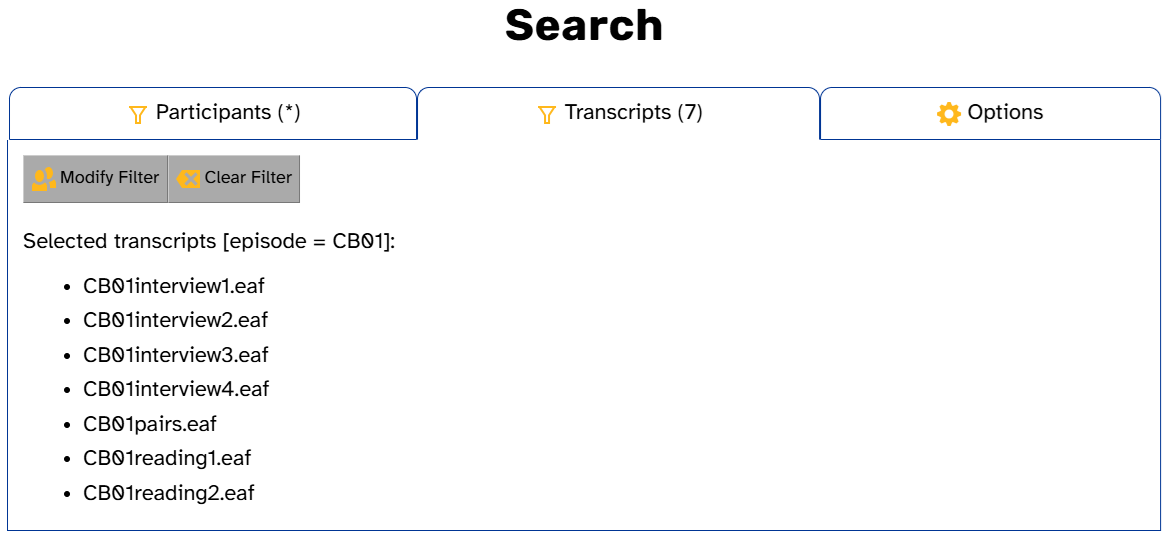 Search
Participants (*)
Transcripts (7)
Options
Modify Filter
Clear Filter
Selected transcripts [episode = CB01]:
• CB01interview1.eaf
• CB01interview2.eaf
• CB01interview3.eaf
• CB01interview4.eaf
• CB01pairs.eaf
• CB01reading1.eaf
• CB01reading2.eaf